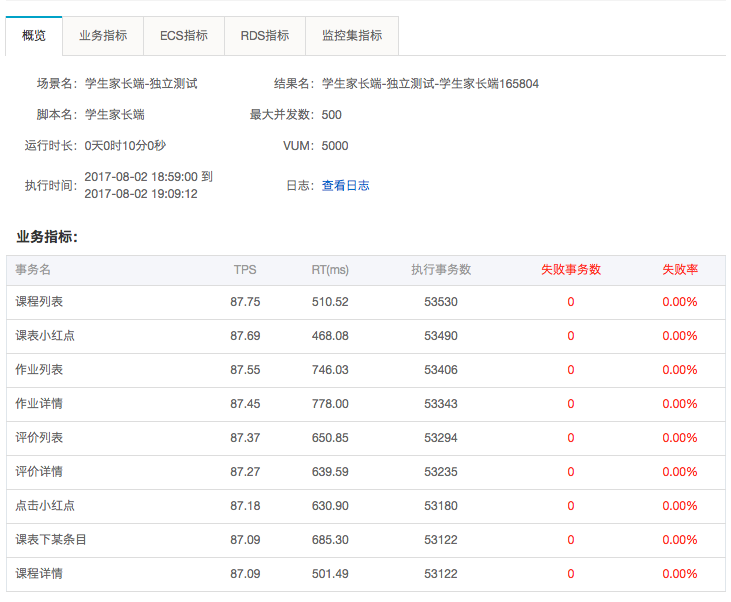 概览 业务指标 ECS指标 RDS指标 监控集指标
场景名: 学生家长端-独立测试 结果名: 学生家长端-独立测试-学生家长端165804
脚本名: 学生家长端 最大并发数: 500
运行时长: 0天0时10分0秒 VUM: 5000
执行时间: 2017-08-02 18:59:00 到
2017-08-02 19:09:12 日志: 查看日志
业务指标:
事务名 TPS RT(ms) 执行事务数 失败事务数 失败率
课程列表 87.75 510.52 53530 0 0.00%
课表小红点 87.69 468.08 53490 0 0.00%
作业列表 87.55 746.03 53406 0 0.00%
作业详情 87.45 778.00 53343 0 0.00%
评价列表 87.37 650.85 53294 0 0.00%
评价详情 87.27 639.59 53235 0 0.00%
点击小红点 87.18 630.90 53180 0 0.00%
课表下某条目 87.09 685.30 53122 0 0.00%
课程详情 87.09 501.49 53122 0 0.00%